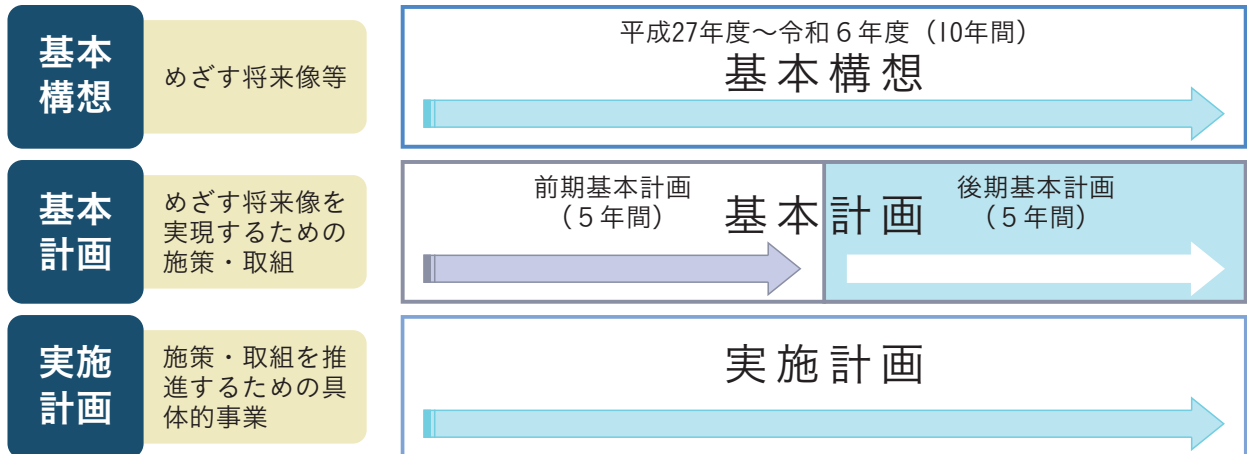 基本
構想
めざす将来像等
平成27年度～令和６年度（10年間）
基本構想
基本
計画
めざす将来像を
実現するための
施策・取組
前期基本計画
（５年間）
基本計画
後期基本計画
（５年間）
実施
計画
施策・取組を推
進するための具
体的事業
実施計画